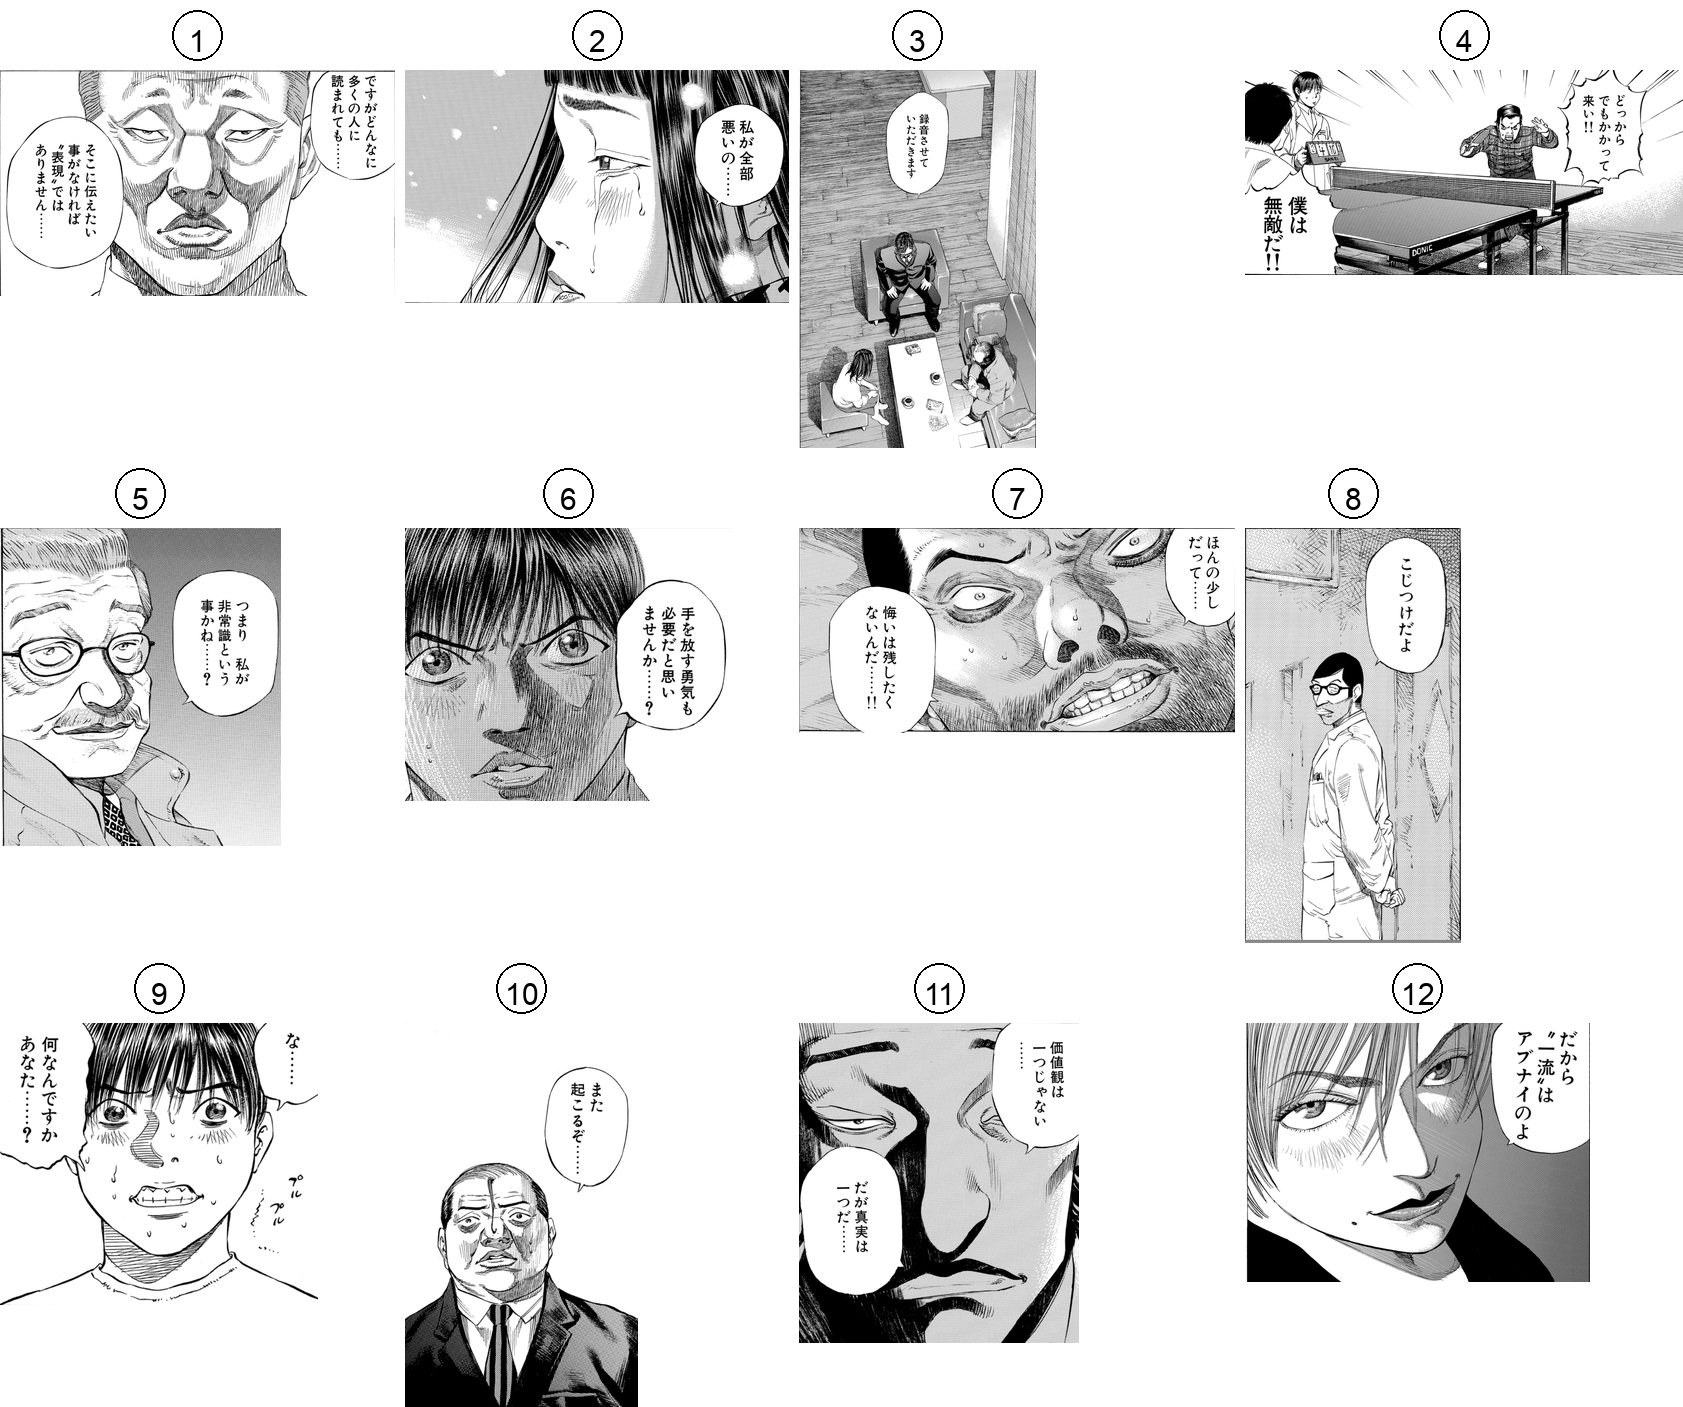 1
ですがどんなに
多くの人に
読まれても……
そこに伝えたい
事がなければ
〝表現〟では
ありません……
2
私が全部
悪いの……
3
録音させて
いただきます
4
どっから
でもかかって
来い!!
僕は
無敵だ!!
DONIC
5
つまり 私が
非常識という
事かね……?
6
手を放す勇気も
必要だと思い
ませんか……?
7
ほんの少し
だって……
悔いは残したく
ないんだ……!!
8
こじつけだよ
9
な……
何なんですか
あなた……?
プル
プル
10
また
起こるぞ……
11
価値観は
一つじゃない
……
だが真実は
一つだ……
12
だから
〝一流〟は
アブナイのよ